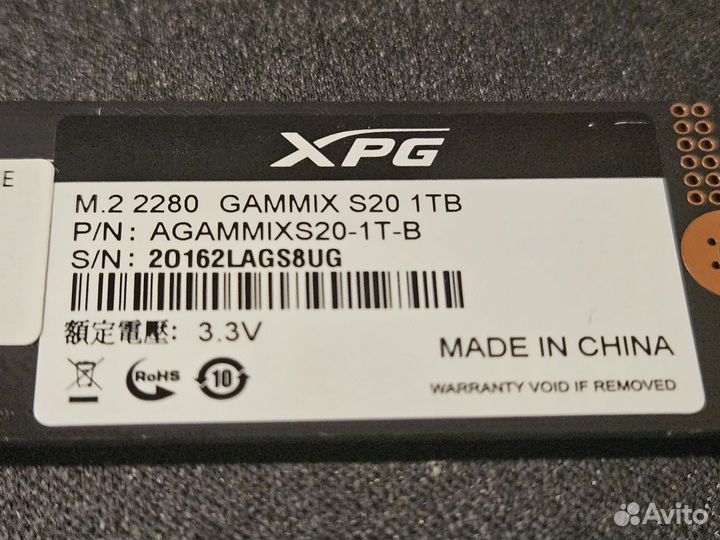 XPG
E
M.2 2280 GAMMIX S20 1TB
P/N: AGAMMIXS20-1T-B
S/N: 20162LAGS8UG
額定電壓: 3.3V
MADE IN CHINA
RoHS
10
WARRANTY VOID IF REMOVED
Avito